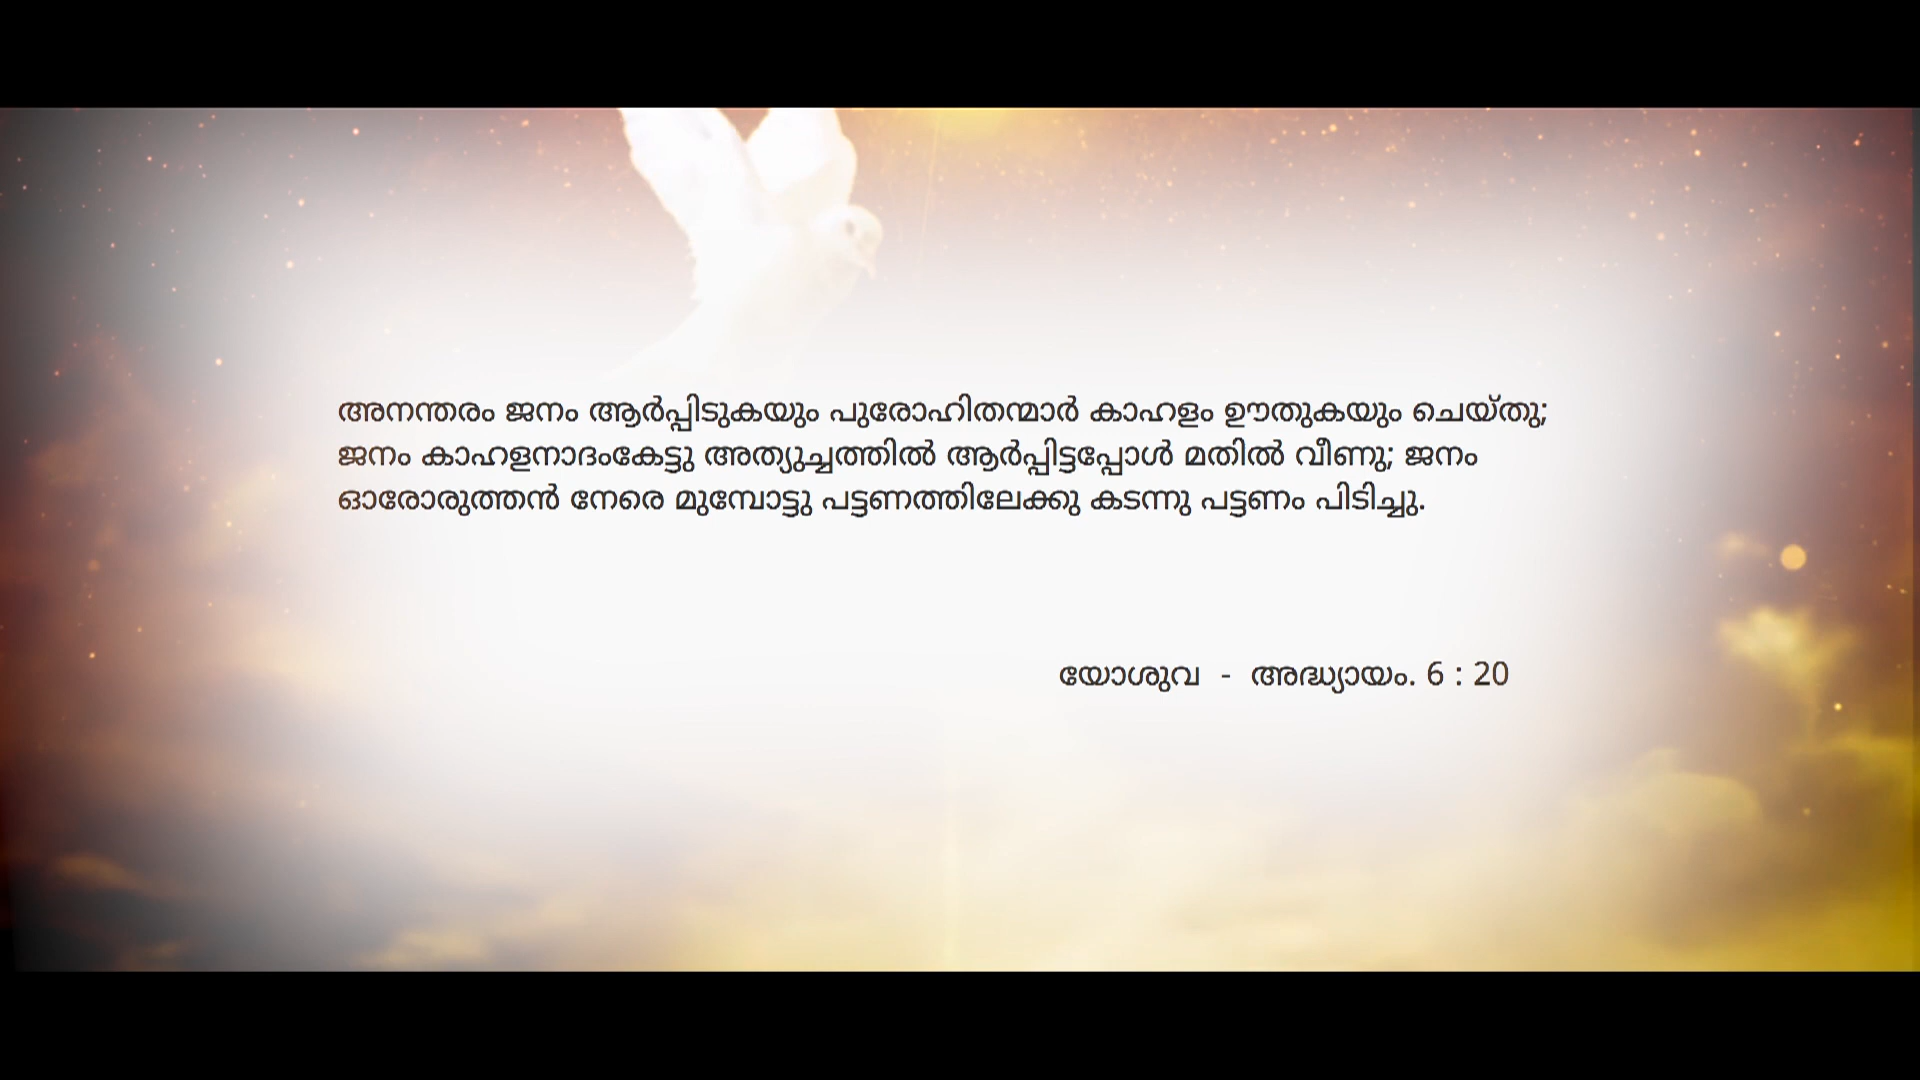 അനന്തരം ജനം ആർപ്പിടുകയും പുരോഹിതന്മാർ കാഹളം ഊതുകയും ചെയ്തു;
ജനം കാഹളനാദംകേട്ടു അത്യുച്ചത്തിൽ ആർപ്പിട്ടപ്പോൾ മതിൽ വീണു; ജനം
ഓരോരുത്തൻ നേരെ മുമ്പോട്ടു പട്ടണത്തിലേക്കു കടന്നു പട്ടണം പിടിച്ചു.
യോശുവ - അദ്ധ്യായം. 6 : 20